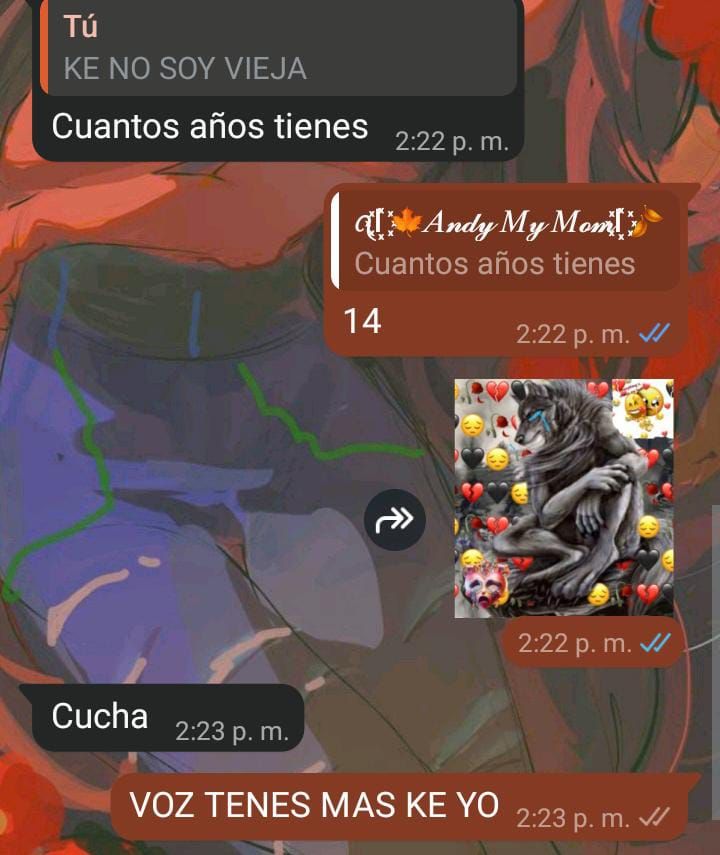 Tú
KE NO SOY VIEJA
Cuantos años tienes 2:22 p. m.
Andy My Mom
Cuantos años tienes
14 2:22 p. m.
2:22 p. m.
Cucha 2:23 p. m.
VOZ TENES MAS KE YO 2:23 p. m.